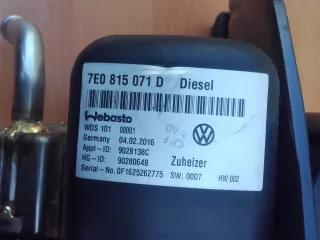 7E0 815 071 D Diesel
Webasto
WDS 101 00001
Germany 04.02.2016
Appl-ID: 9028138C
HG-ID: 9028064B Zuheizer
Serial-No. 0F1625262775 SW: 0007 HW 002